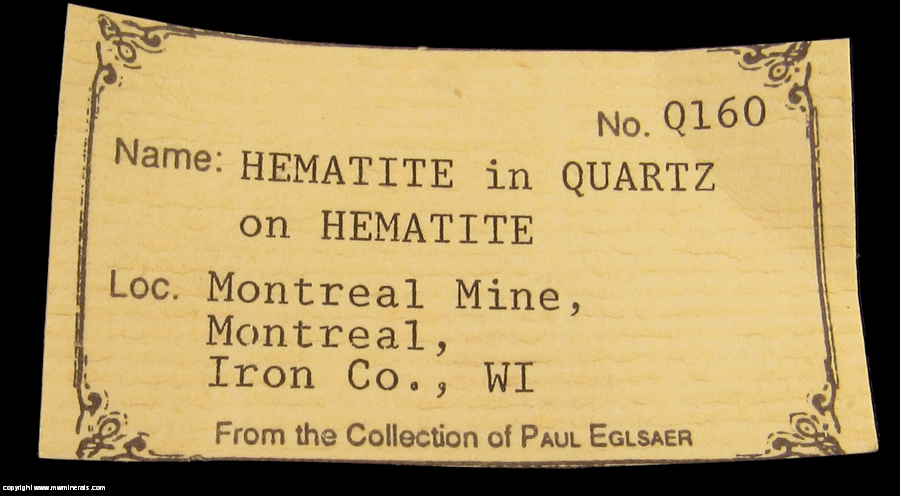 No. Q160
Name: HEMATITE in QUARTZ
on HEMATITE
Loc. Montreal Mine,
Montreal,
Iron Co., WI
From the Collection of PAUL EGLSAER
copyright www.mwminerals.com